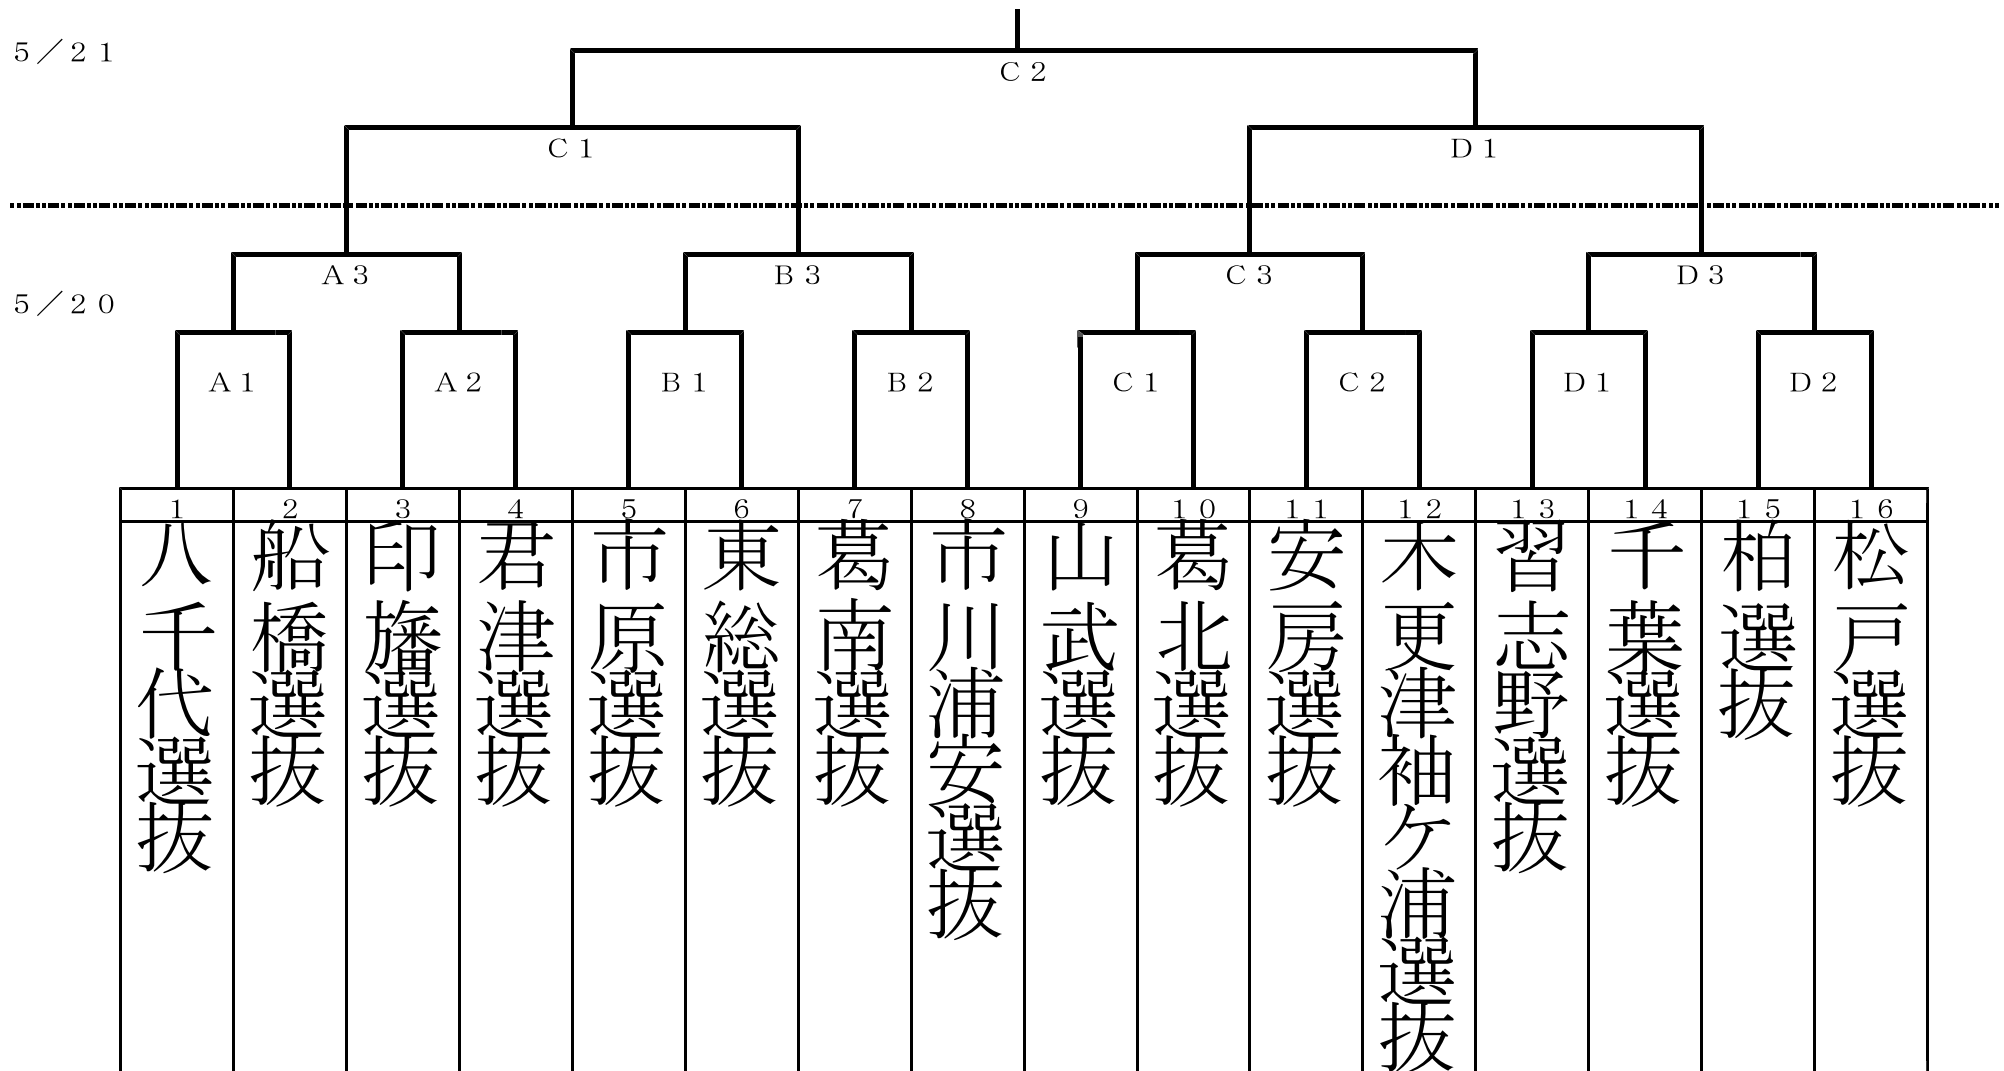 ５／２１
Ｃ２
Ｃ１
Ｄ１
Ａ３
Ｂ３
Ｃ３
Ｄ３
５／２０
Ａ１
Ａ２
Ｂ１
Ｂ２
Ｃ１
Ｃ２
Ｄ１
Ｄ２
１
２
３
４
５
６
７
８
９
１０
１１
１２
１３
１４
１５
１６
八千代選抜
船橋選抜
印旛選抜
君津選抜
市原選抜
東総選抜
葛南選抜
市川浦安選抜
山武選抜
葛北選抜
安房選抜
木更津袖ケ浦選抜
習志野選抜
千葉選抜
柏選抜
松戸選抜